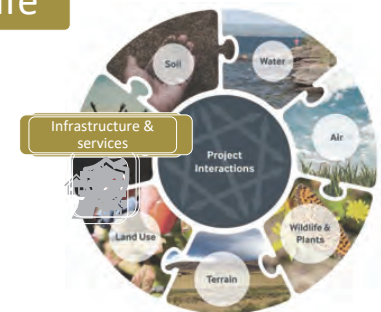 Soil
Water
Infrastructure &
services
Air
Project
Interactions
Land Use
Wildlife &
Plants
Terrain